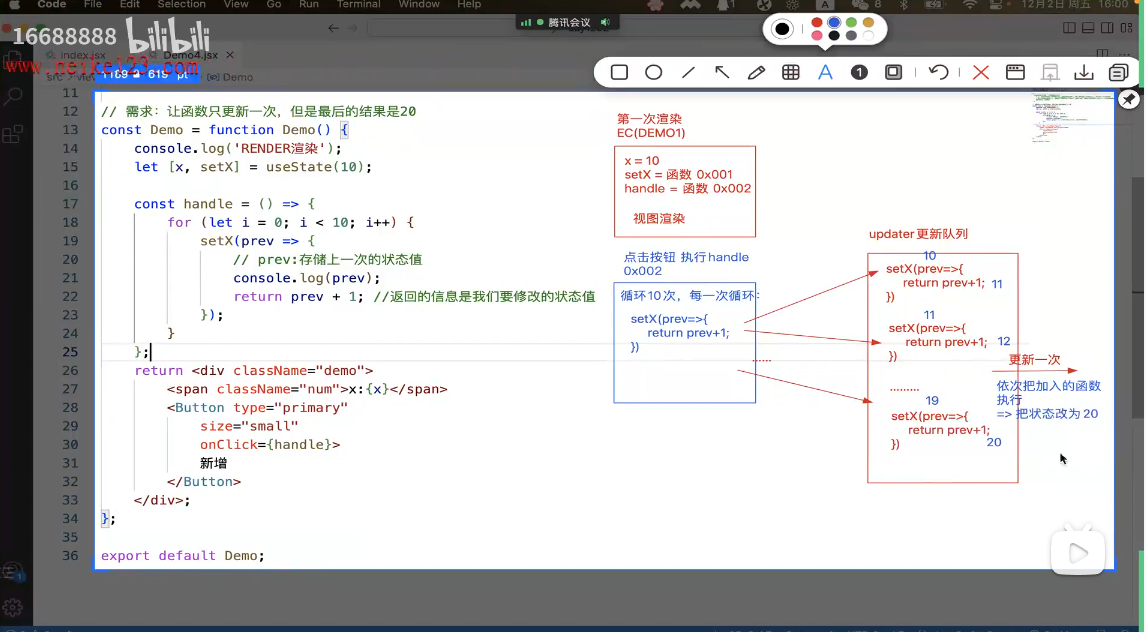 Code File Edit Selection View Go Run Terminal Window Help
12月2日 周五 16:00
腾讯会议
16688888 bilibili
index.jsx
Demo4.jsx
Demo
11
12 // 需求：让函数只更新一次，但是最后的结果是20
13 const Demo = function Demo() {
14 console.log('RENDER渲染');
15 let [x, setX] = useState(10);
16
17 const handle = () => {
18 for (let i = 0; i < 10; i++) {
19 setX(prev => {
20 // prev:存储上一次的状态值
21 console.log(prev);
22 return prev + 1; //返回的信息是我们要修改的状态值
23 });
24 }
25 };
26 return <div className="demo">
27 <span className="num">x:{x}</span>
28 <Button type="primary"
29 size="small"
30 onClick={handle}>
31 新增
32 </Button>
33 </div>;
34 };
35
36 export default Demo;
第一次渲染
EC(DEMO1)
x = 10
setX = 函数 0x001
handle = 函数 0x002
视图渲染
点击按钮 执行handle
0x002
循环10次，每一次循环：
setX(prev=>{
return prev+1;
})
......
updater更新队列
10
setX(prev=>{
return prev+1; 11
})
11
setX(prev=>{
return prev+1; 12
})
.........
19
setX(prev=>{
return prev+1;
})
20
更新一次
依次把加入的函数
执行
=> 把状态改为20